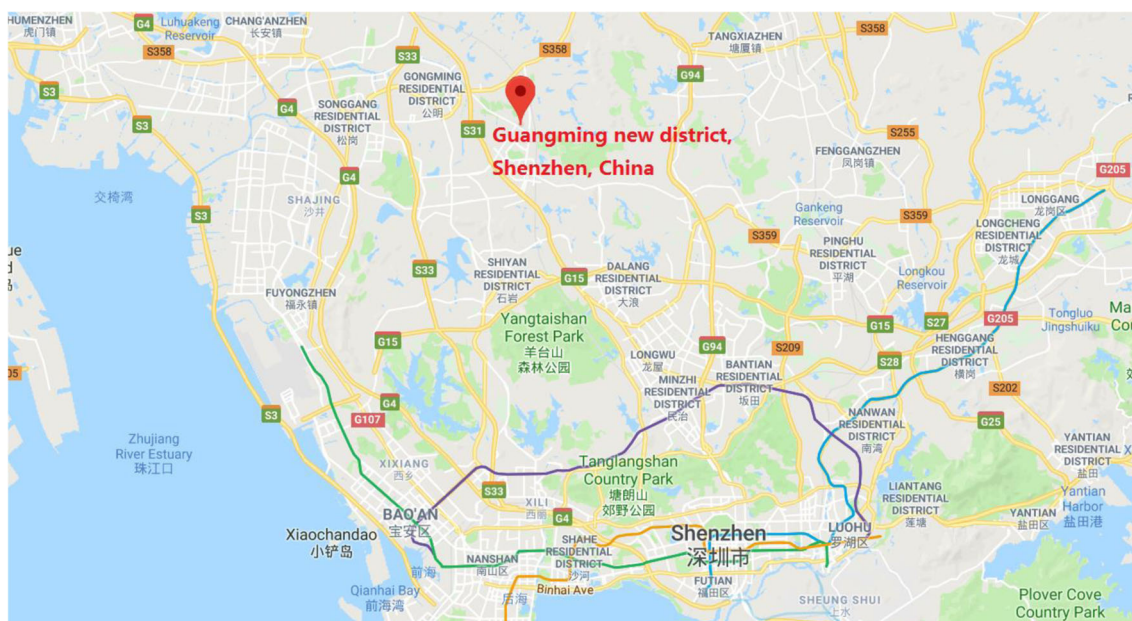 HUMENZHEN
虎门镇
G4
Luhuakeng
Reservoir
CHANG'ANZHEN
长安镇
S358
S33
S358
TANGXIAZHEN
塘厦镇
S358
G94
S3
GONGMING
RESIDENTIAL
DISTRICT
公明
G4
SONGGANG
RESIDENTIAL
DISTRICT
松岗
S3
S31
Guangming new district,
Shenzhen, China
S255
FENGGANGZHEN
凤岗镇
G4
G205
交椅湾
SHAJING
沙井
S3
LONGGANG
龙岗区
Gankeng
Reservoir
S359
S359
LONGCHENG
RESIDENTIAL
DISTRICT
龙城
PINGHU
RESIDENTIAL
DISTRICT
平湖
S33
SHIYAN
RESIDENTIAL
DISTRICT
石岩
G15
DALANG
RESIDENTIAL
DISTRICT
大浪
Longkou
Reservoir
FUYONGZHEN
福永镇
Yangtaishan
Forest Park
羊台山
森林公园
G15
S27
G205
Tongluo
Jingshuiku
G15
G94
S209
HENGGANG
RESIDENTIAL
DISTRICT
横岗
LONGWU
龙屋
S28
BANTIAN
RESIDENTIAL
DISTRICT
坂田
MINZHI
RESIDENTIAL
DISTRICT
民治
S202
G4
S3
G107
NANWAN
RESIDENTIAL
DISTRICT
南湾
G25
Zhujiang
River Estuary
珠江口
XIXIANG
西乡
YANTIAN
RESIDENTIAL
DISTRICT
盐田
Tanglangshan
Country Park
塘朗山
郊野公园
S33
LIANTANG
RESIDENTIAL
DISTRICT
莲塘
Yantian
Harbor
盐田港
XILI
西丽
G4
BAO'AN
宝安区
YANTIAN
盐田区
Xiaochandao
小铲岛
Shenzhen
深圳市
LUOHU
罗湖区
SHAHE
RESIDENTIAL
DISTRICT
沙河
NANSHAN
南山区
前海
FUTIAN
福田区
Qianhai Bay
前海湾
后海
Binhai Ave
SHEUNG SHUI
上水
Plover Cove
Country Park